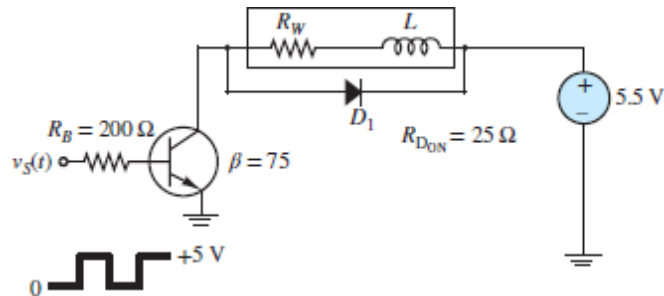 R_W
L
+
5.5 V
–
D_1
R_{D_{ON}} = 25 Ω
R_B = 200 Ω
v_S(t)
β = 75
+5 V
0